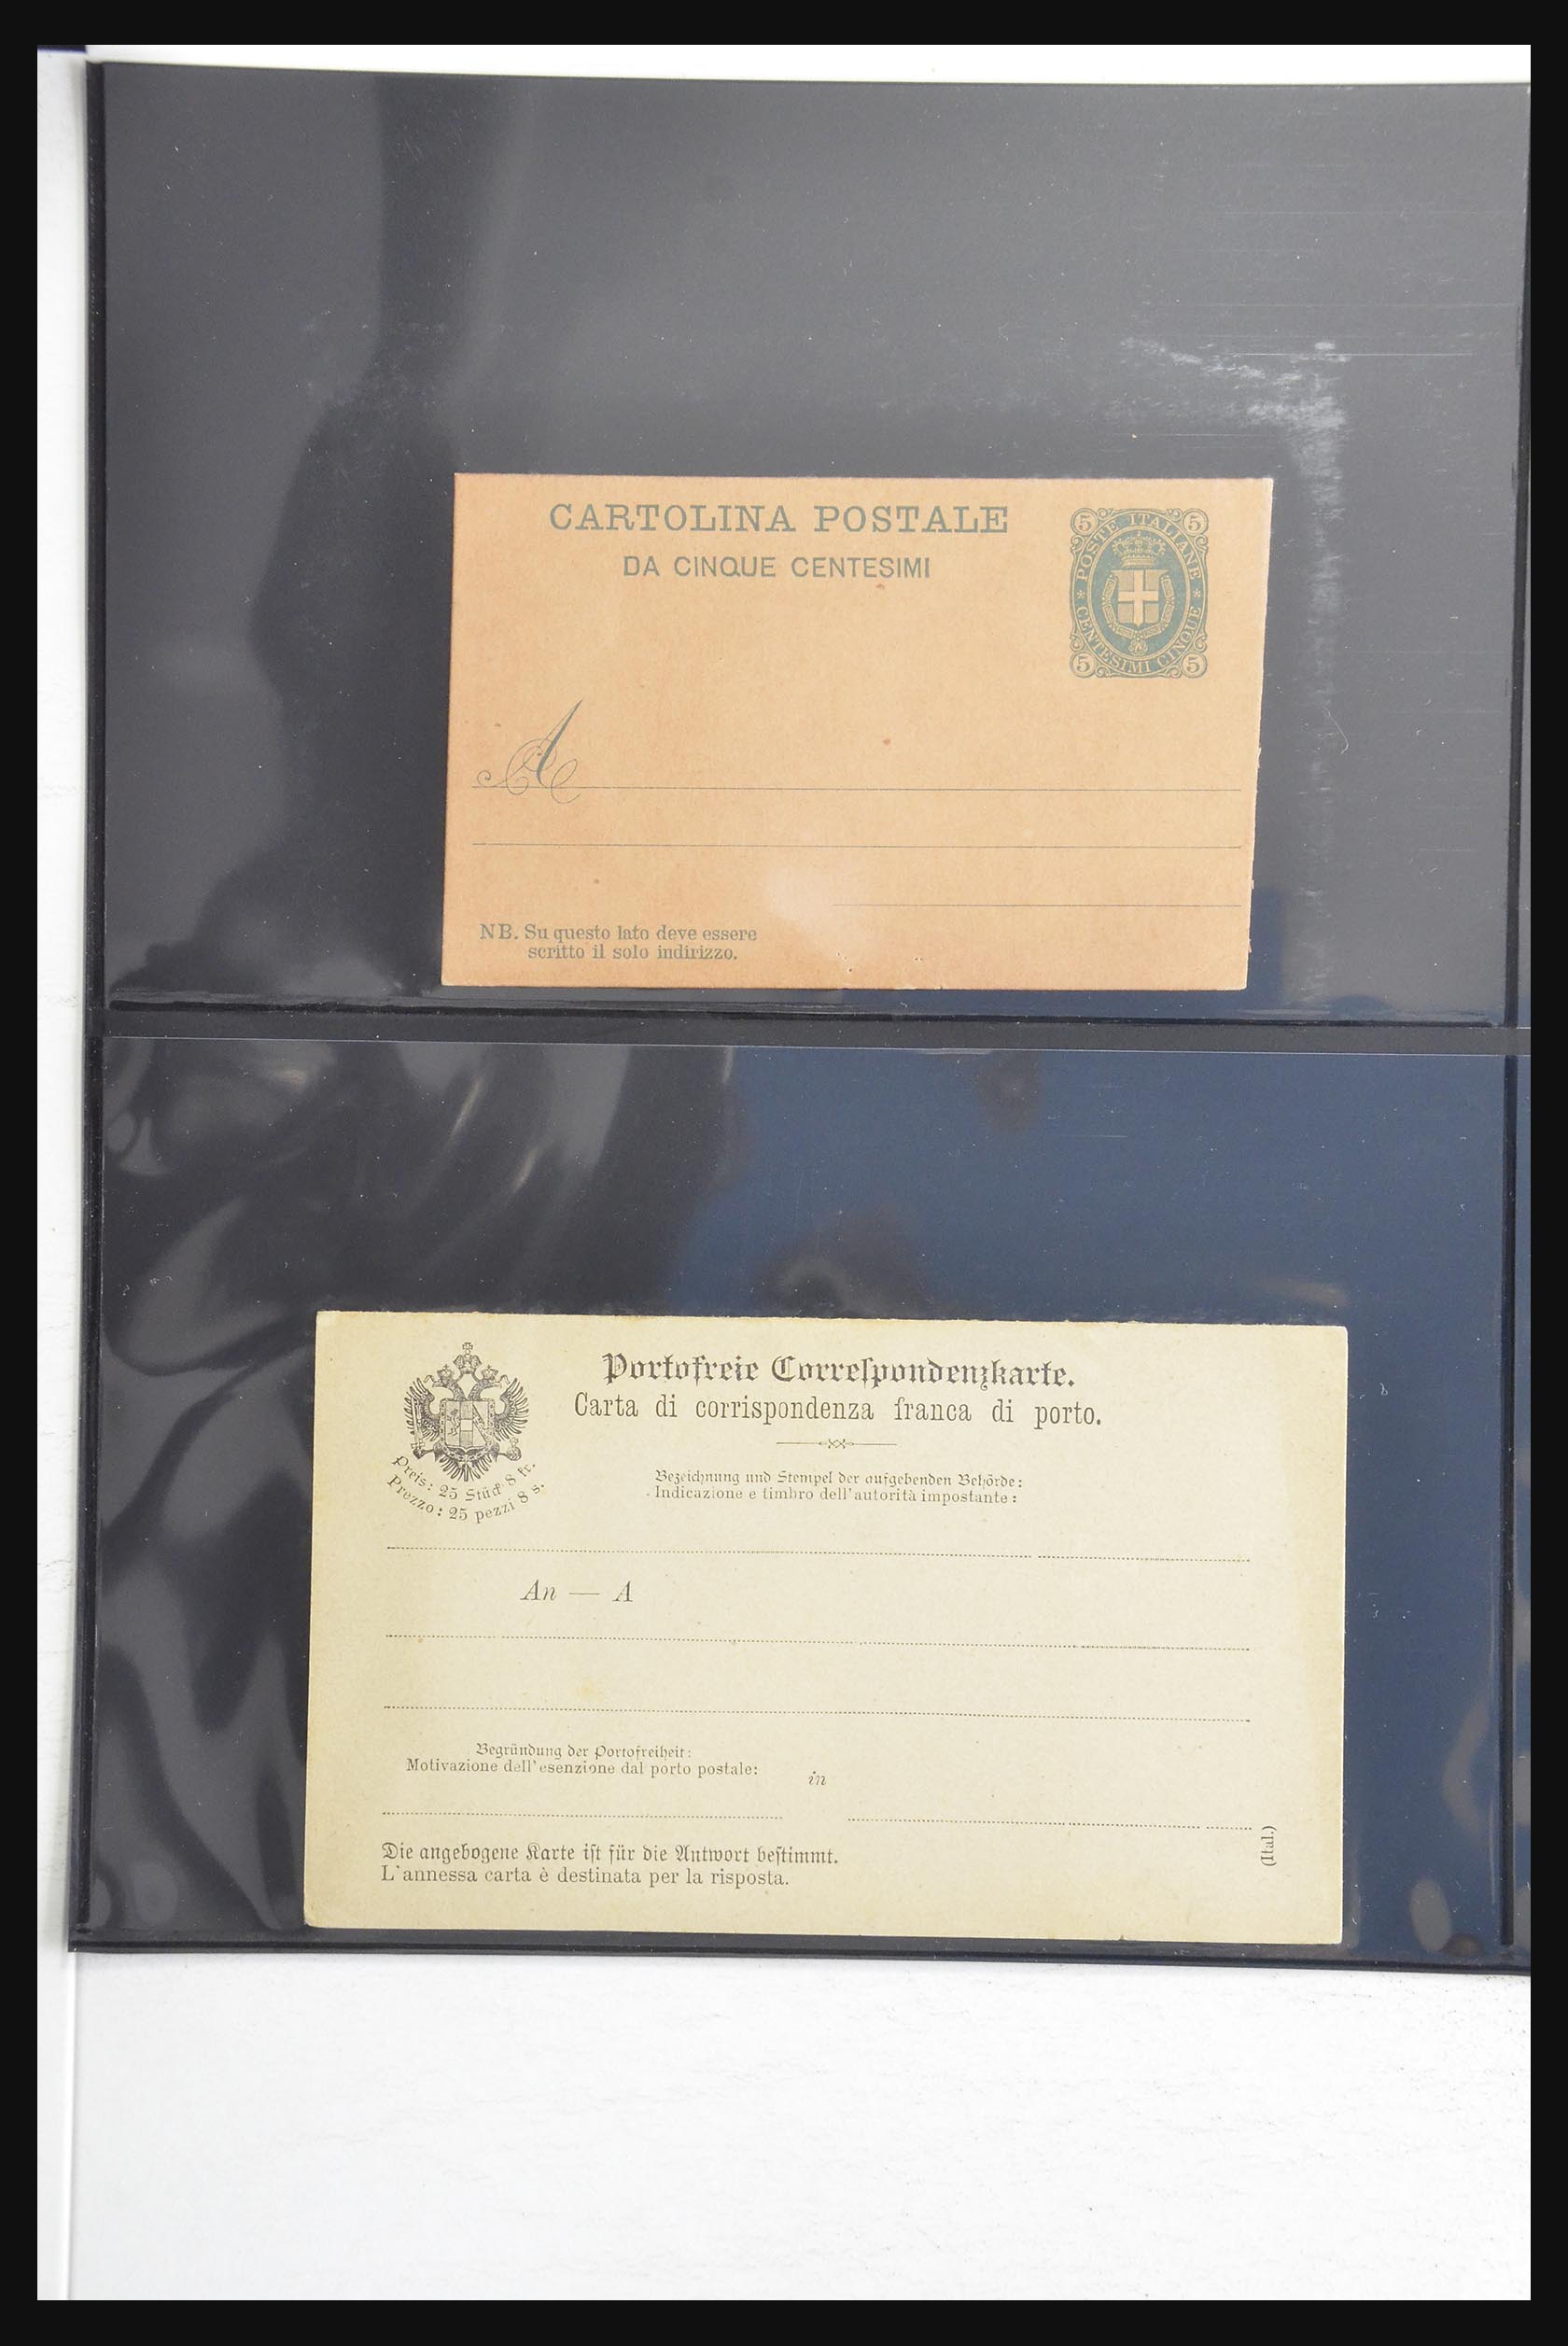 CARTOLINA POSTALE
DA CINQUE CENTESIMI
5 5
POSTE ITALIANE
* CENTESIMI CINQUE *
5 5
A
NB. Su questo lato deve essere
scritto il solo indirizzo.
Portofreie Correſpondenzkarte.
Carta di corrispondenza franca di porto.
Preis: 25 Stück 8 kr.
Prezzo: 25 pezzi 8 s.
Bezeichnung und Stempel der aufgebenden Behörde:
Indicazione e timbro dell'autorità impostante:
An — A
Begründung der Portofreiheit:
Motivazione dell'esenzione dal porto postale:
in
(Ital.)
Die angebogene Karte iſt für die Antwort beſtimmt.
L'annessa carta è destinata per la risposta.